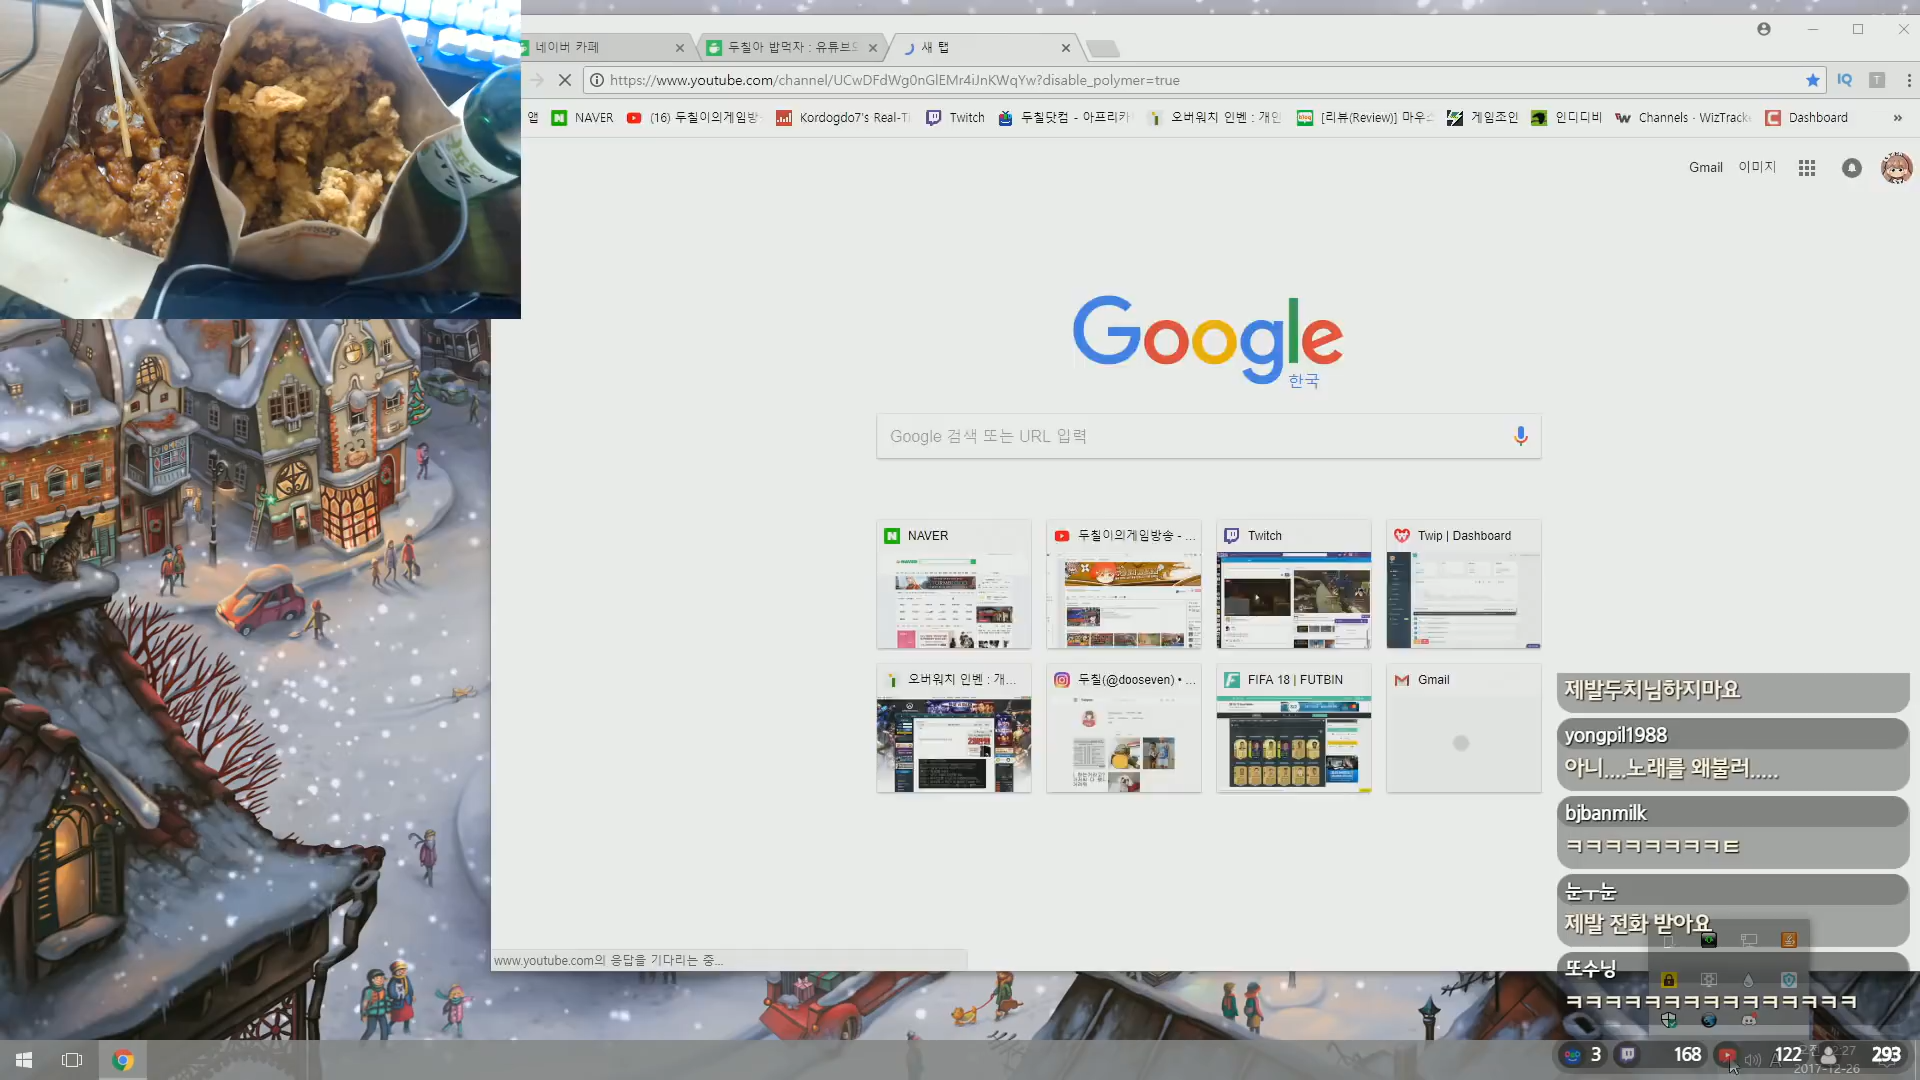 네이버 카페
두칠아 밥먹자 : 유튜브
새 탭
https://www.youtube.com/channel/UCwDFdWg0nGlEMr4iJnKWqYw?disable_polymer=true
앱
NAVER
(16) 두칠이의게임방
Kordogdo7's Real-T
Twitch
두칠닷컴 - 아프리카
오버워치 인벤 : 개인
[리뷰(Review)] 마우스
게임조인
인디디비
Channels · WizTrack
Dashboard
»
Gmail
이미지
Google
한국
Google 검색 또는 URL 입력
NAVER
두칠이의게임방송 - ...
Twitch
Twip | Dashboard
오버워치 인벤 : 개...
두칠(@dooseven) • ...
FIFA 18 | FUTBIN
Gmail
제발두치님하지마요
yongpil1988
아니....노래를 왜불러.....
bjbanmilk
ㅋㅋㅋㅋㅋㅋㅋㅋㅌ
눈ㅜ눈
제발 전화 받아요
또수닝
ㅋㅋㅋㅋㅋㅋㅋㅋㅋㅋㅋㅋㅋㅋㅋ
www.youtube.com의 응답을 기다리는 중...
3
168
122
293
2017-12-26